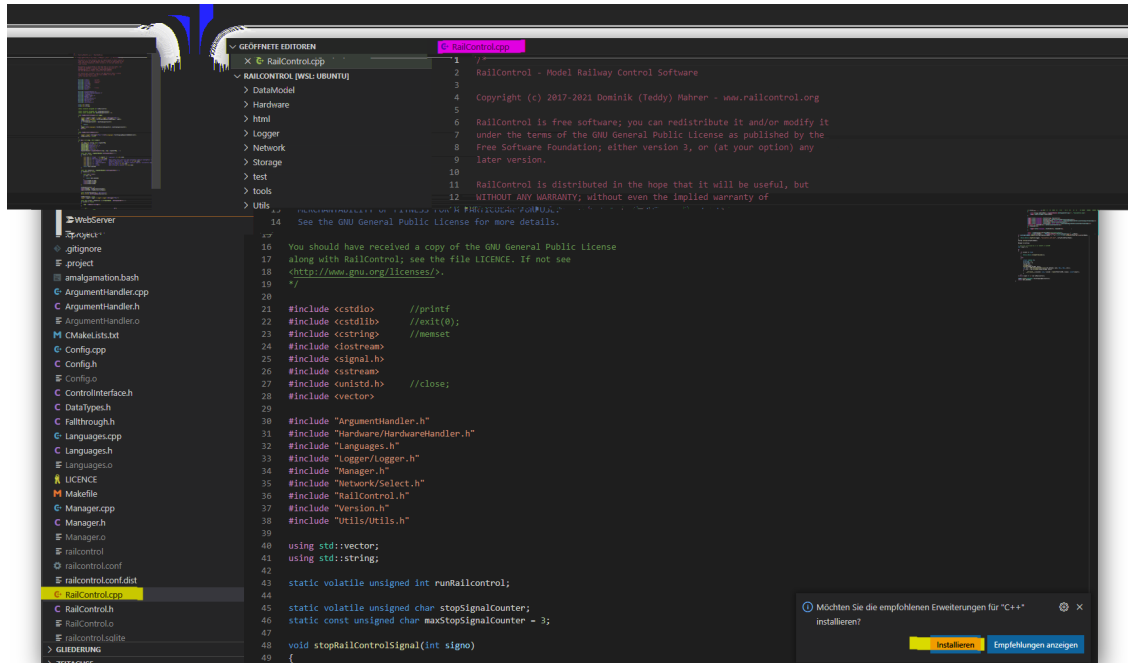 GEÖFFNETE EDITOREN
RailControl.cpp
RAILCONTROL [WSL: UBUNTU]
DataModel
Hardware
html
Logger
Network
Storage
test
tools
Utils
WebServer
.gitignore
.project
amalgamation.bash
ArgumentHandler.cpp
ArgumentHandler.h
ArgumentHandler.o
CMakeLists.txt
Config.cpp
Config.h
Config.o
ControlInterface.h
DataTypes.h
Fallthrough.h
Languages.cpp
Languages.h
Languages.o
LICENCE
Makefile
Manager.cpp
Manager.h
Manager.o
railcontrol
railcontrol.conf
railcontrol.conf.dist
RailControl.cpp
RailControl.h
RailControl.o
railcontrol.sqlite
GLIEDERUNG
RailControl.cpp
1 /*
2 RailControl - Model Railway Control Software
3
4 Copyright (c) 2017-2021 Dominik (Teddy) Mahrer - www.railcontrol.org
5
6 RailControl is free software; you can redistribute it and/or modify it
7 under the terms of the GNU General Public License as published by the
8 Free Software Foundation; either version 3, or (at your option) any
9 later version.
10
11 RailControl is distributed in the hope that it will be useful, but
12 WITHOUT ANY WARRANTY; without even the implied warranty of
14 See the GNU General Public License for more details.
16 You should have received a copy of the GNU General Public License
17 along with RailControl; see the file LICENCE. If not see
18 <http://www.gnu.org/licenses/>.
19 */
20
21 #include <cstdio> //printf
22 #include <cstdlib> //exit(0);
23 #include <cstring> //memset
24 #include <iostream>
25 #include <signal.h>
26 #include <sstream>
27 #include <unistd.h> //close;
28 #include <vector>
29
30 #include "ArgumentHandler.h"
31 #include "Hardware/HardwareHandler.h"
32 #include "Languages.h"
33 #include "Logger/Logger.h"
34 #include "Manager.h"
35 #include "Network/Select.h"
36 #include "RailControl.h"
37 #include "Version.h"
38 #include "Utils/Utils.h"
39
40 using std::vector;
41 using std::string;
42
43 static volatile unsigned int runRailcontrol;
44
45 static volatile unsigned char stopSignalCounter;
46 static const unsigned char maxStopSignalCounter = 3;
47
48 void stopRailControlSignal(int signo)
49 {
Möchten Sie die empfohlenen Erweiterungen für "C++"
installieren?
Installieren
Empfehlungen anzeigen